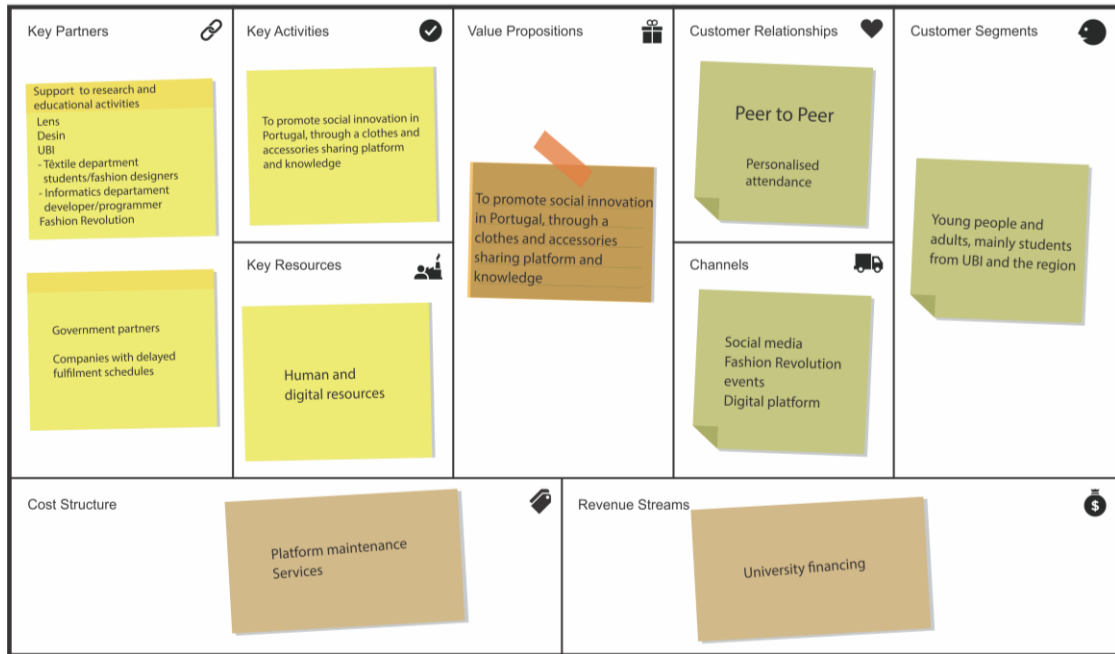 Key Partners
Support to research and
educational activities
Lens
Desin
UBI
- Têxtile department
students/fashion designers
- Informatics departament
developer/programmer
Fashion Revolution
Government partners
Companies with delayed
fulfilment schedules
Key Activities
To promote social innovation in
Portugal, through a clothes and
accessories sharing platform
and knowledge
Key Resources
Human and
digital resources
Value Propositions
To promote social innovation
in Portugal, through a
clothes and accessories
sharing platform and
knowledge
Customer Relationships
Peer to Peer
Personalised
attendance
Channels
Social media
Fashion Revolution
events
Digital platform
Customer Segments
Young people and
adults, mainly students
from UBI and the region
Cost Structure
Platform maintenance
Services
Revenue Streams
$
University financing